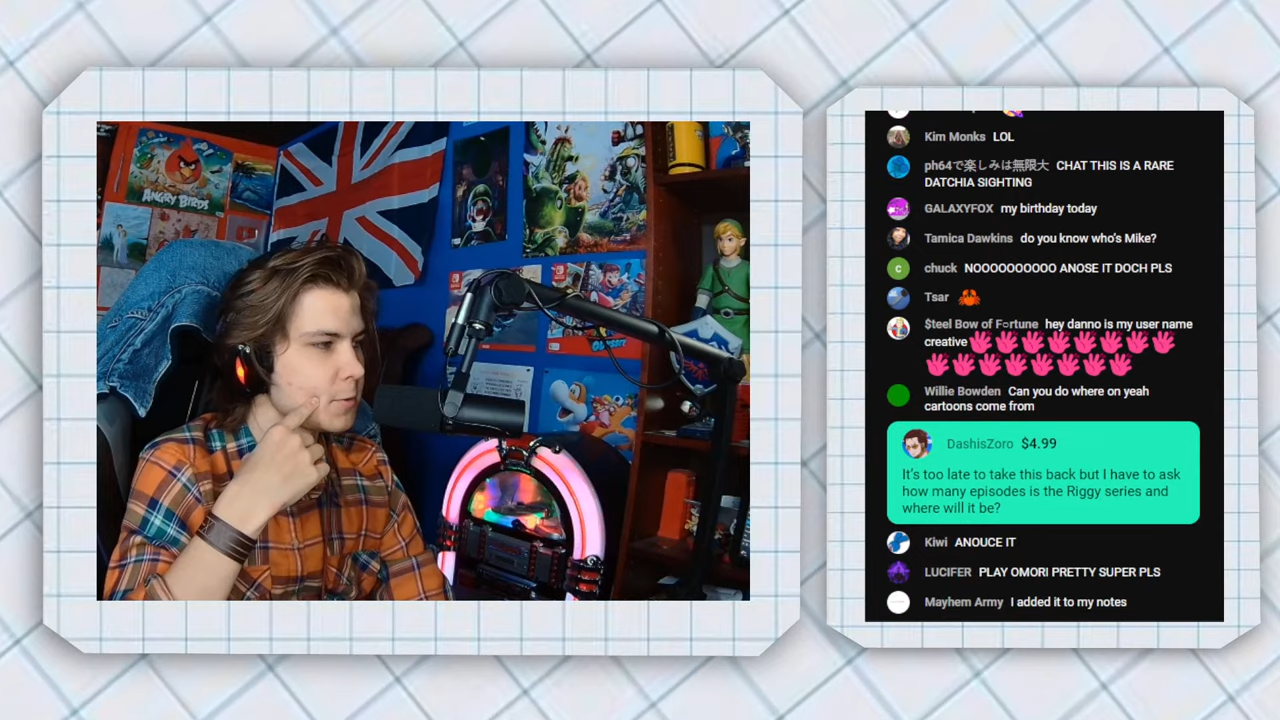 ANGRY BIRDS
ODYSSEY
Kim Monks LOL
ph64で楽しみは無限大 CHAT THIS IS A RARE
DATCHIA SIGHTING
GALAXYFOX my birthday today
Tamica Dawkins do you know who's Mike?
c chuck NOOOOOOOOOO ANOSE IT DOCH PLS
Tsar
$teel Bow of F¤rtune hey danno is my user name
creative
Willie Bowden Can you do where on yeah
cartoons come from
DashisZoro $4.99
It's too late to take this back but I have to ask
how many episodes is the Riggy series and
where will it be?
Kiwi ANOUCE IT
LUCIFER PLAY OMORI PRETTY SUPER PLS
Mayhem Army I added it to my notes